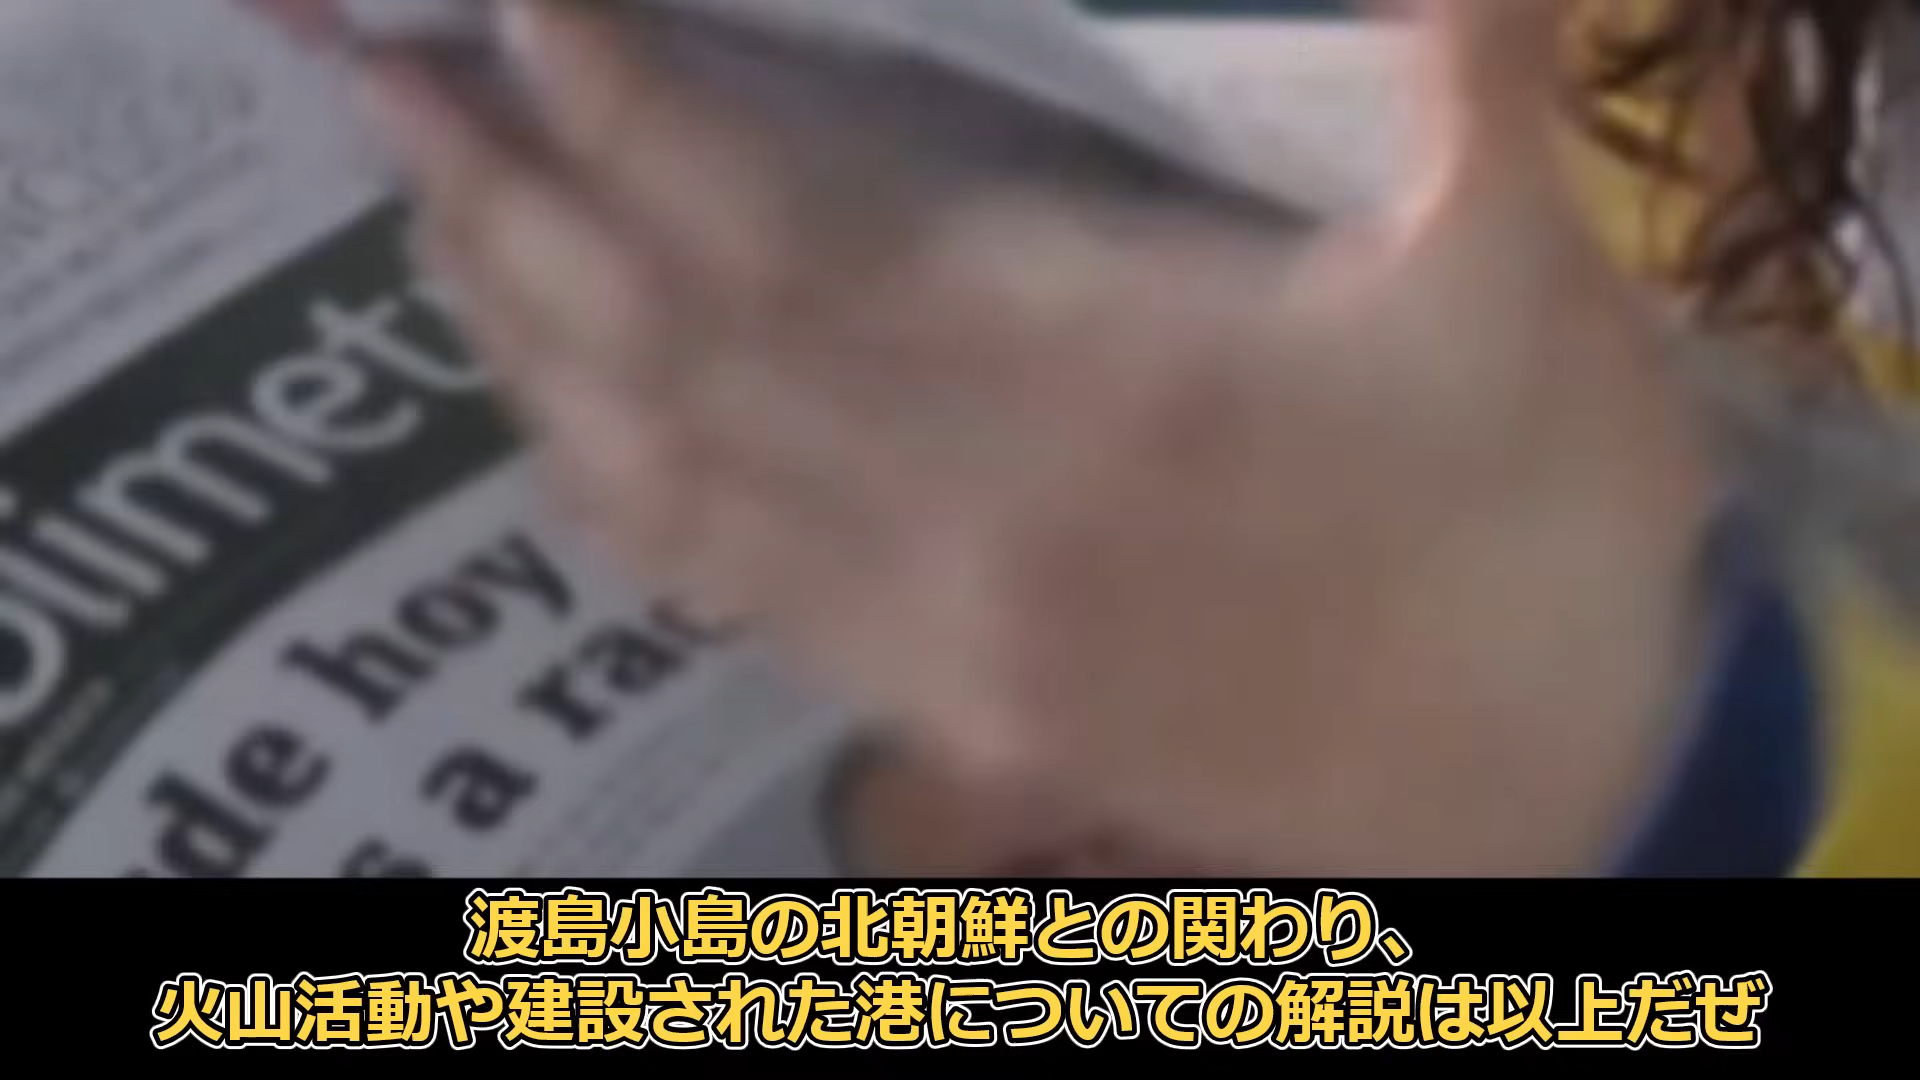 de hoy
s a
渡島小島の北朝鮮との関わり、
火山活動や建設された港についての解説は以上だぜ